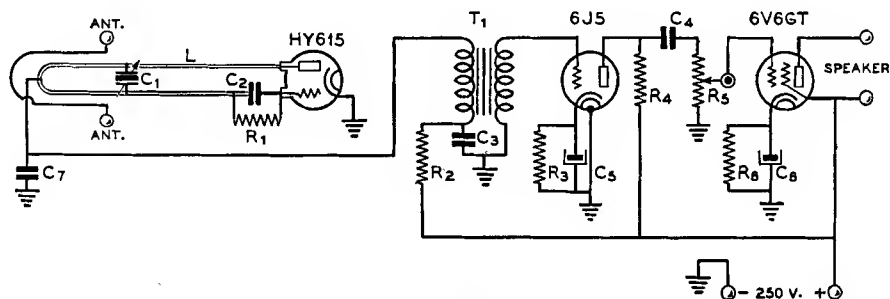 ANT.
L
HY615
C1
C2
R1
ANT.
C7
T1
R2
C3
6J5
R3
C5
R4
C4
R5
6V6GT
SPEAKER
R6
C6
- 250 V. +